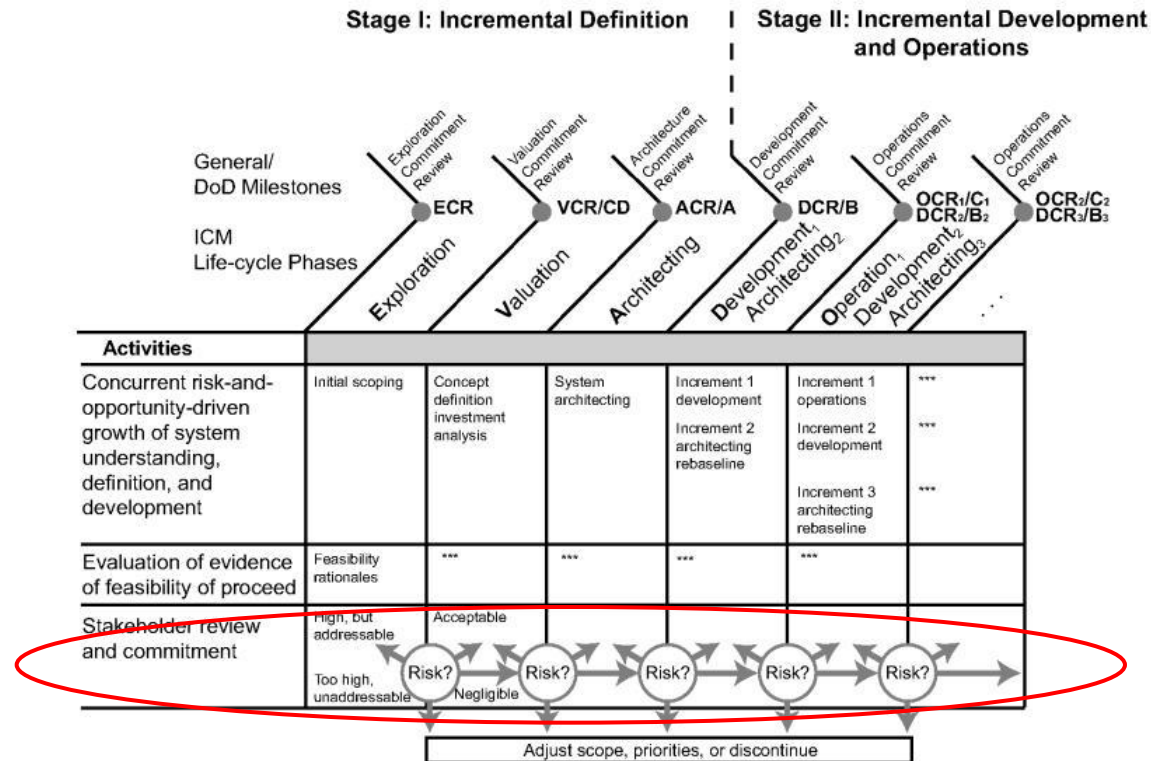 Stage I: Incremental Definition
Stage II: Incremental Development
and Operations
General/
DoD Milestones
Exploration
Commitment
Review
Valuation
Commitment
Review
Architecture
Commitment
Review
Development
Commitment
Review
Operations
Commitment
Review
Operations
Commitment
Review
ECR
VCR/CD
ACR/A
DCR/B
OCR₁/C₁
DCR₂/B₂
OCR₂/C₂
DCR₃/B₃
ICM
Life-cycle Phases
Exploration
Valuation
Architecting
Development₁
Architecting₂
Operation₁
Development₂
Architecting₃
. . .
Activities
Concurrent risk-and-
opportunity-driven
growth of system
understanding,
definition, and
development
Initial scoping
Concept
definition
investment
analysis
System
architecting
Increment 1
development
Increment 2
architecting
rebaseline
Increment 1
operations
Increment 2
development
Increment 3
architecting
rebaseline
***
***
***
Evaluation of evidence
of feasibility of proceed
Feasibility
rationales
***
***
***
***
Stakeholder review
and commitment
High, but
addressable
Acceptable
Too high,
unaddressable
Negligible
Risk?
Risk?
Risk?
Risk?
Risk?
Adjust scope, priorities, or discontinue